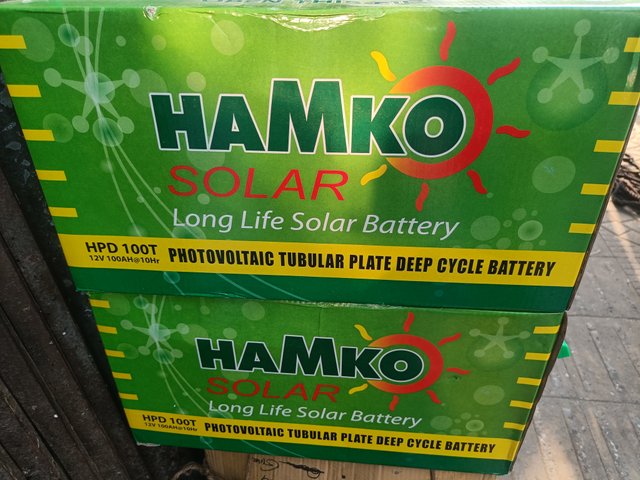 HAMKO
SOLAR
Long Life Solar Battery
HPD 100T
12V 100AH@10Hr
PHOTOVOLTAIC TUBULAR PLATE DEEP CYCLE BATTERY
HAMKO
SOLAR
Long Life Solar Battery
HPD 100T
12V 100AH@10Hr
PHOTOVOLTAIC TUBULAR PLATE DEEP CYCLE BATTERY